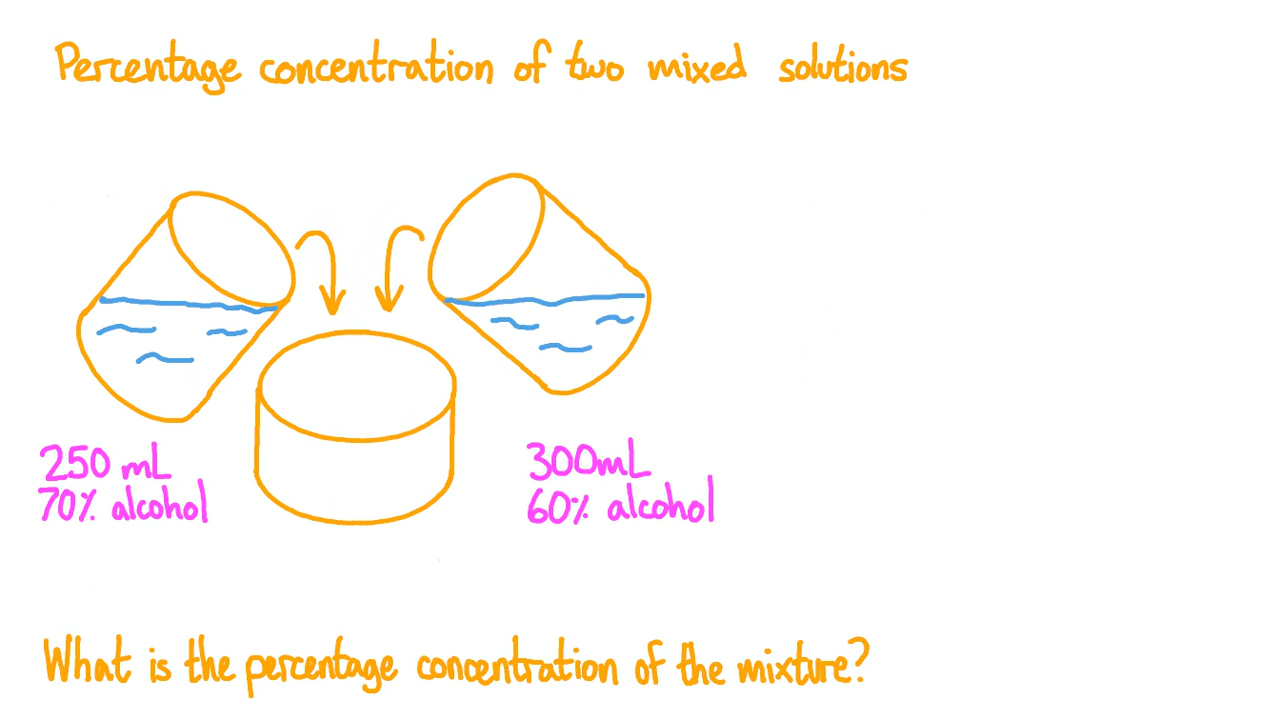 Percentage concentration of two mixed solutions
250 mL
70% alcohol
300mL
60% alcohol
What is the percentage concentration of the mixture?